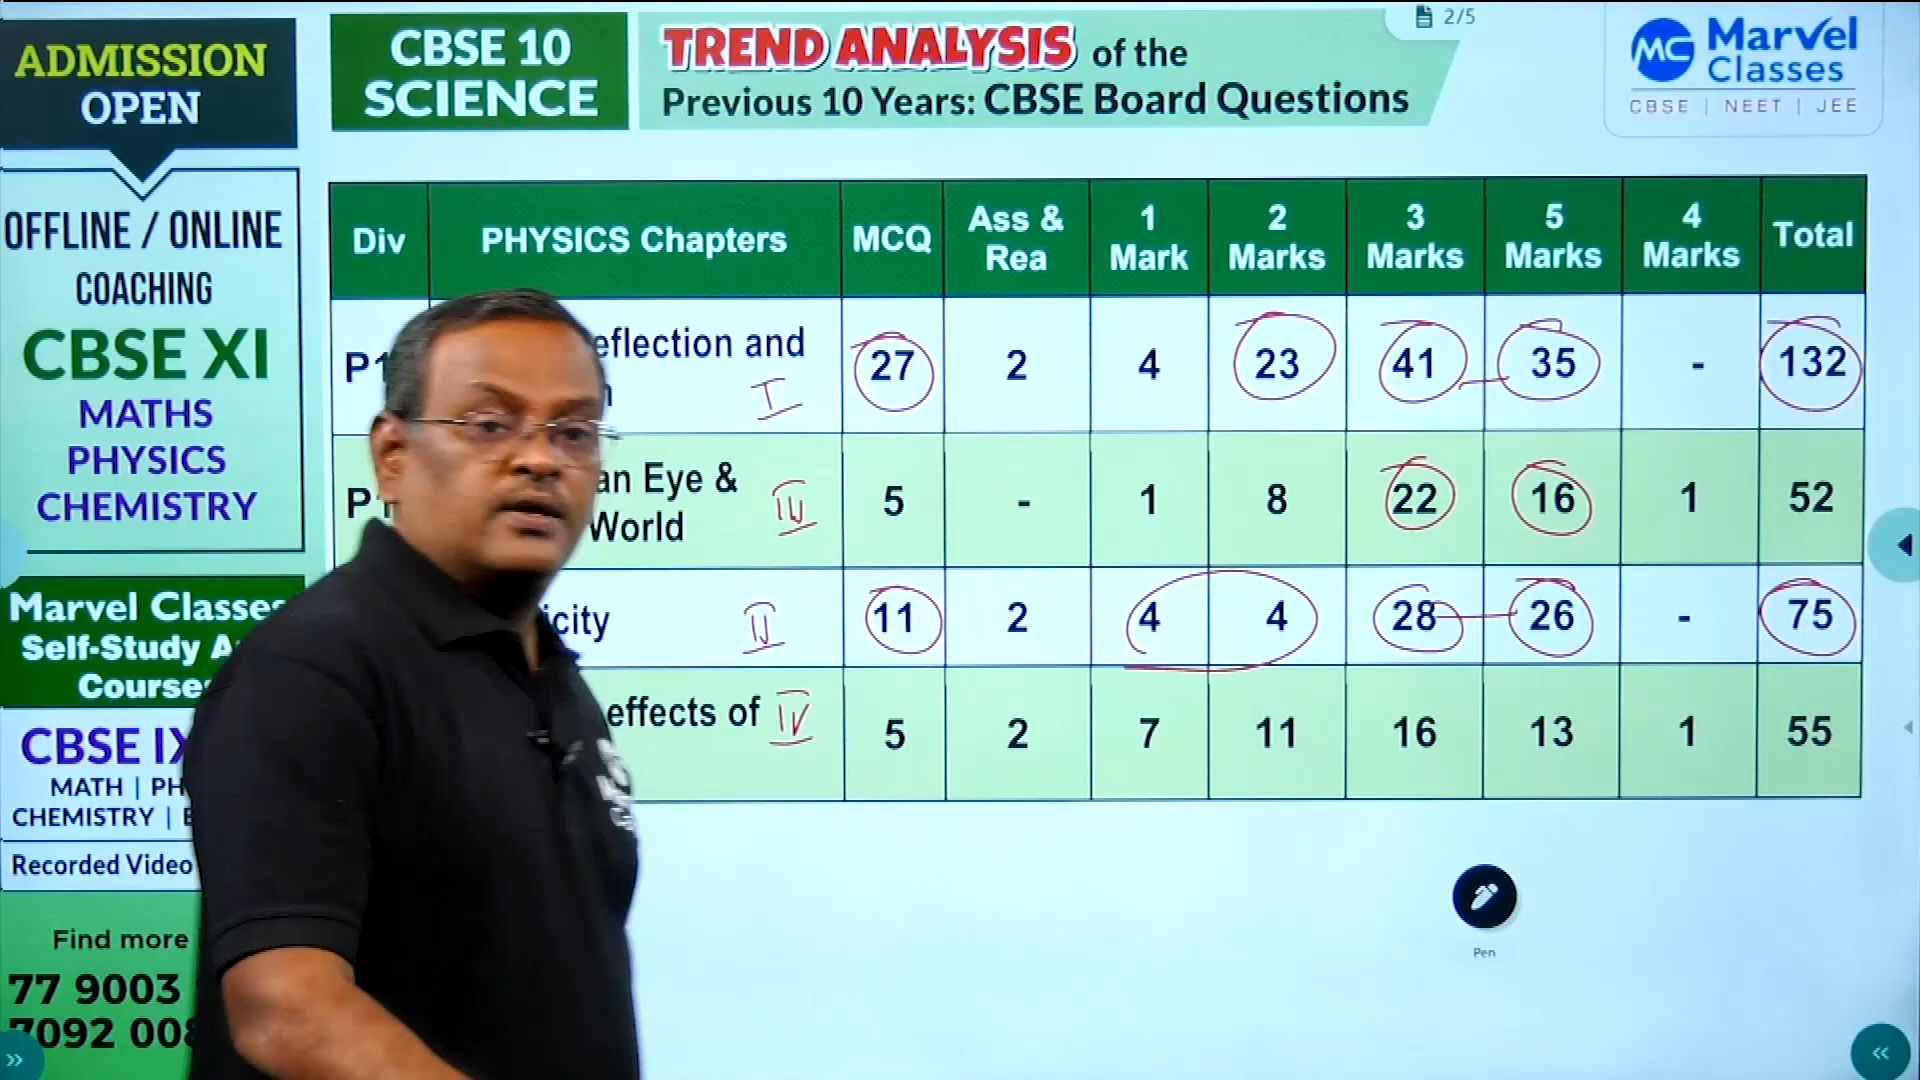 ADMISSION
OPEN
OFFLINE / ONLINE
COACHING
CBSE XI
MATHS
PHYSICS
CHEMISTRY
Marvel Classes
Self-Study
Course
CBSE IX
MATH | PH
CHEMISTRY |
Recorded Video
Find more
77 9003
7092 008
CBSE 10
SCIENCE
TREND ANALYSIS of the
Previous 10 Years: CBSE Board Questions
2/5
MC Marvel
Classes
CBSE | NEET | JEE
Div PHYSICS Chapters MCQ Ass & Rea 1 Mark 2 Marks 3 Marks 5 Marks 4 Marks Total
P1 eflection and I 27 2 4 23 41 35 - 132
an Eye & World III 5 - 1 8 22 16 1 52
icity II 11 2 4 4 28 26 - 75
effects of IV 5 2 7 11 16 13 1 55
Pen